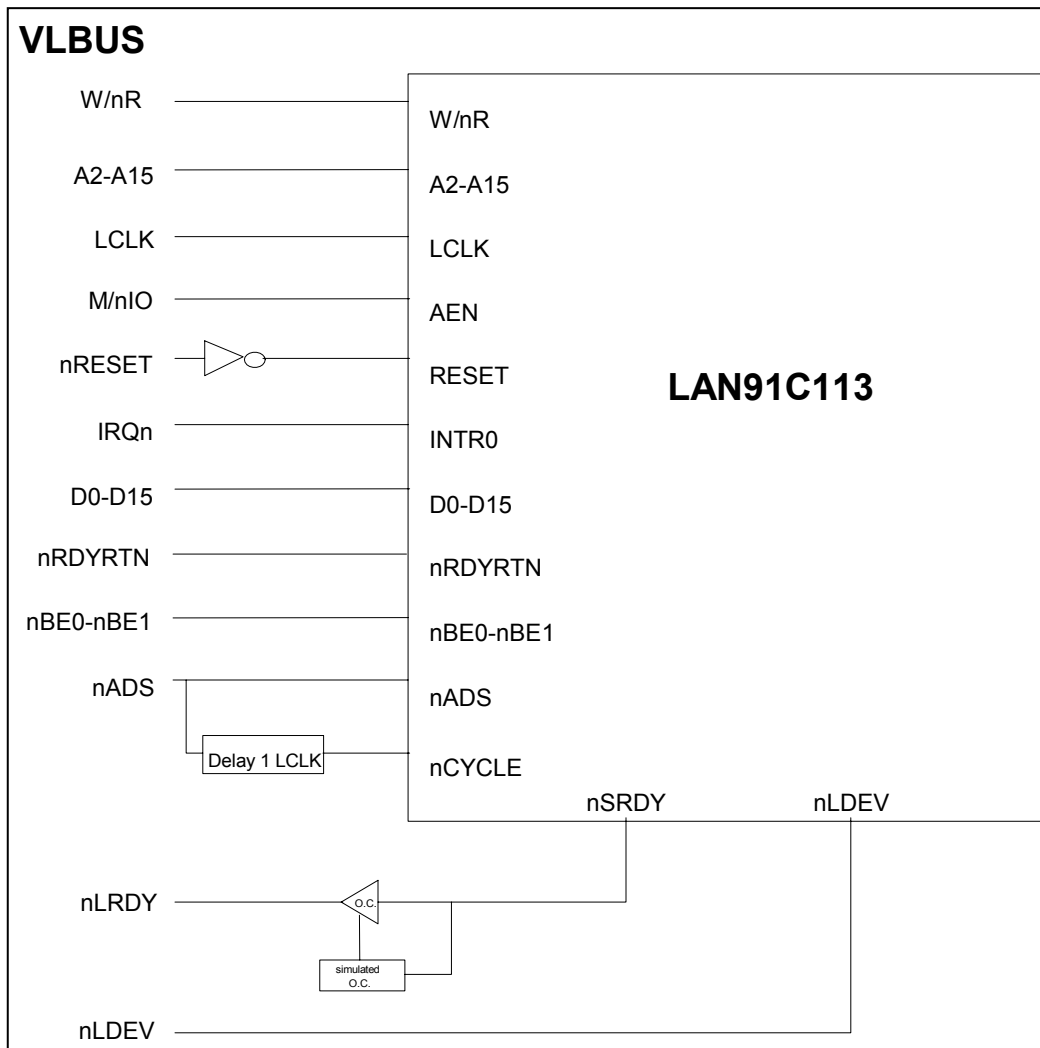 VLBUS
W/nR
W/nR
A2-A15
A2-A15
LCLK
LCLK
M/nIO
AEN
nRESET
RESET
LAN91C113
IRQn
INTR0
D0-D15
D0-D15
nRDYRTN
nRDYRTN
nBE0-nBE1
nBE0-nBE1
nADS
nADS
Delay 1 LCLK
nCYCLE
nSRDY
nLDEV
nLRDY
O.C.
simulated
O.C.
nLDEV